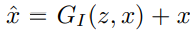 x̂ = G_I(z, x) + x